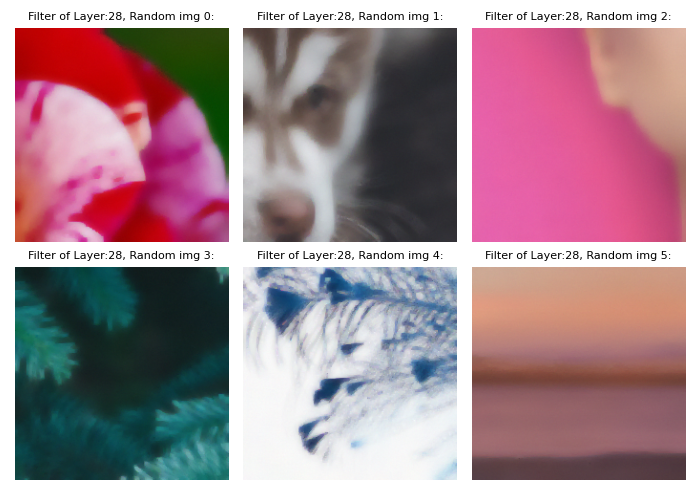 Filter of Layer:28, Random img 0:
Filter of Layer:28, Random img 1:
Filter of Layer:28, Random img 2:
Filter of Layer:28, Random img 3:
Filter of Layer:28, Random img 4:
Filter of Layer:28, Random img 5: